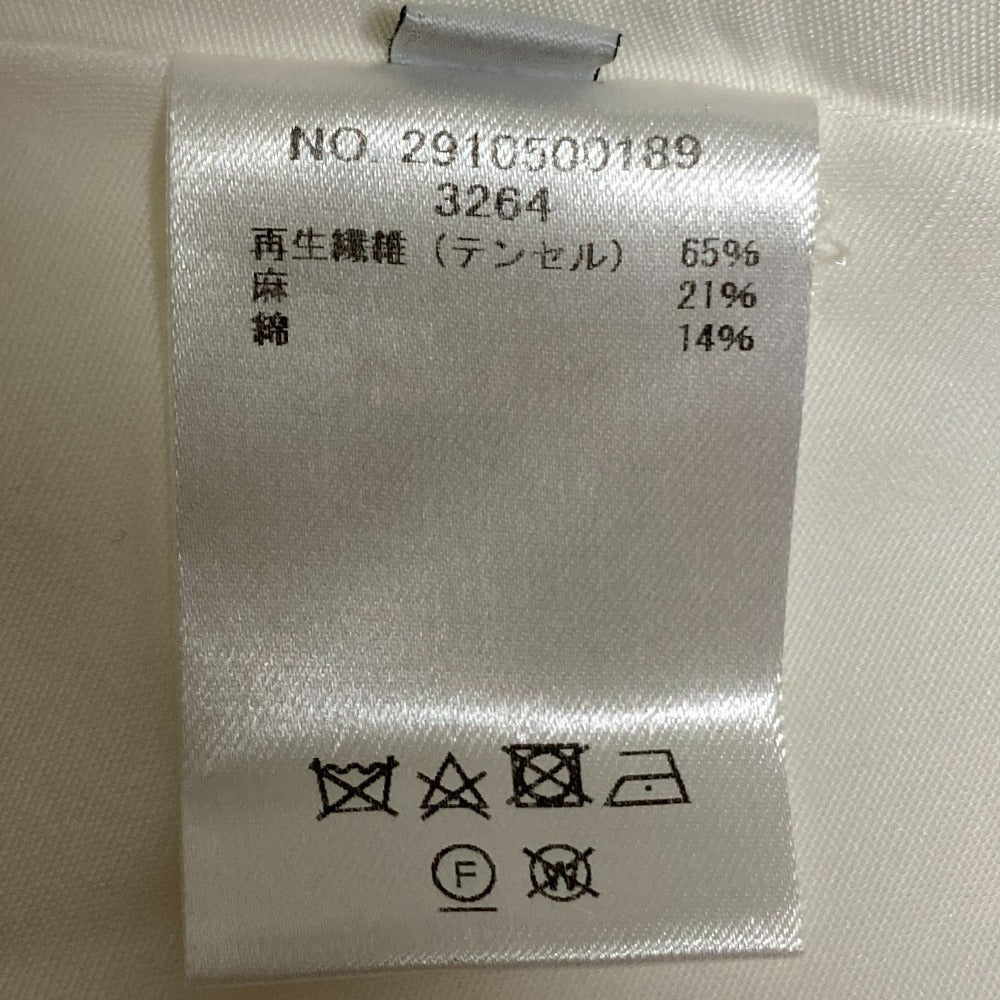 NO. 2910500189
3264
再生繊維（テンセル） 65%
麻 21%
綿 14%
F
W